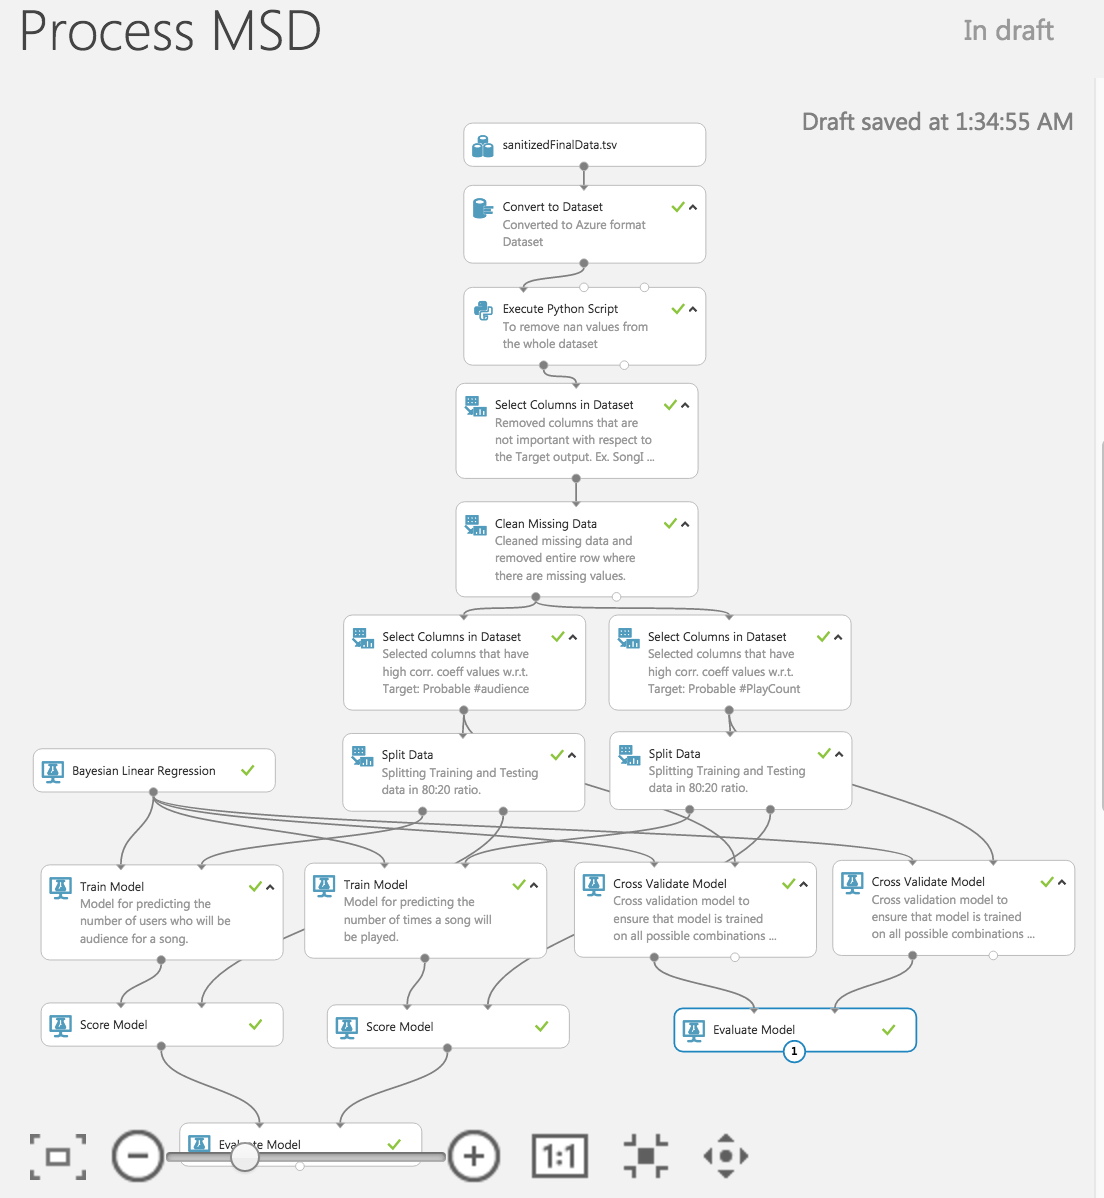 Process MSD
In draft
Draft saved at 1:34:55 AM
sanitizedFinalData.tsv
Convert to Dataset
Converted to Azure format
Dataset
Execute Python Script
To remove nan values from
the whole dataset
Select Columns in Dataset
Removed columns that are
not important with respect to
the Target output. Ex. SongI ...
Clean Missing Data
Cleaned missing data and
removed entire row where
there are missing values.
Select Columns in Dataset
Selected columns that have
high corr. coeff values w.r.t.
Target: Probable #audience
Select Columns in Dataset
Selected columns that have
high corr. coeff values w.r.t.
Target: Probable #PlayCount
Bayesian Linear Regression
Split Data
Splitting Training and Testing
data in 80:20 ratio.
Split Data
Splitting Training and Testing
data in 80:20 ratio.
Train Model
Model for predicting the
number of users who will be
audience for a song.
Train Model
Model for predicting the
number of times a song will
be played.
Cross Validate Model
Cross validation model to
ensure that model is trained
on all possible combinations ...
Cross Validate Model
Cross validation model to
ensure that model is trained
on all possible combinations ...
Score Model
Score Model
Evaluate Model
1
Evaluate Model
1:1